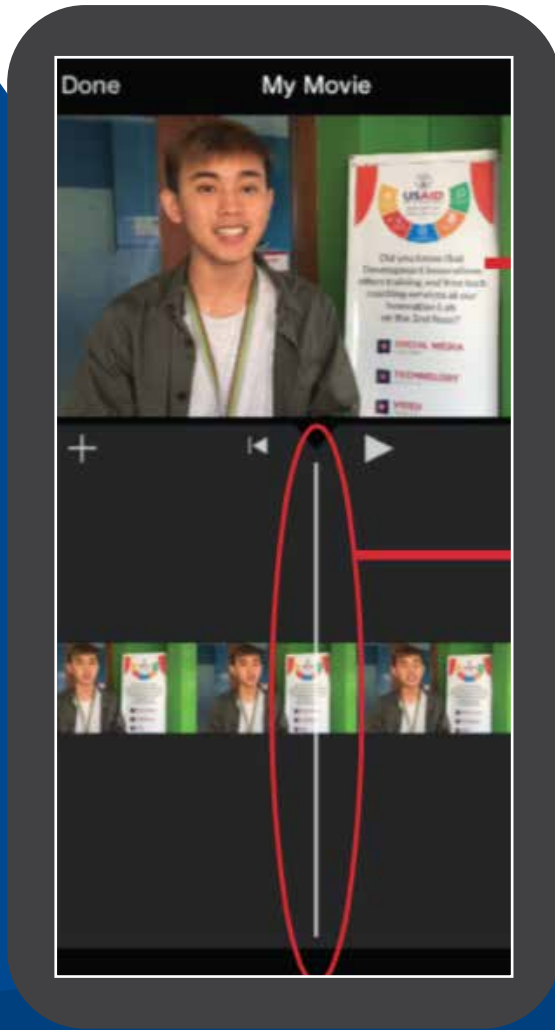 Done
My Movie
USAID
Did you know that
Development Innovations
offers training and free tech
coaching services at our
Innovation Lab
on the 2nd floor?
SOCIAL MEDIA
TECHNOLOGY
VIDEO